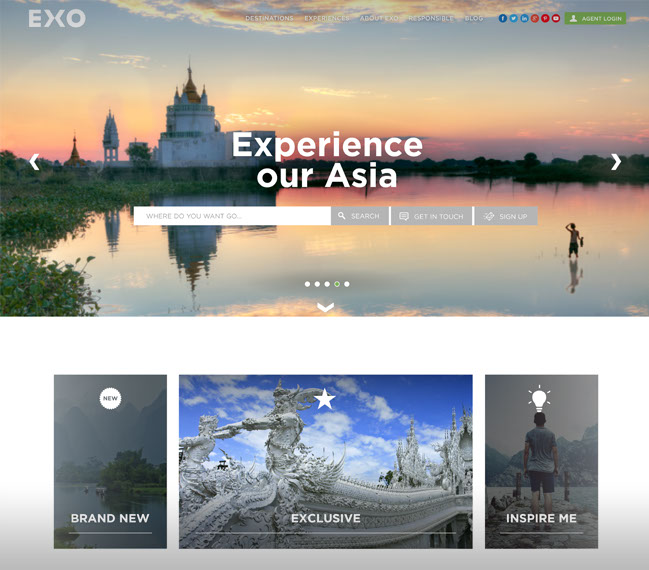 EXO
DESTINATIONS EXPERIENCES ABOUT EXO RESPONSIBLE BLOG AGENT LOGIN
Experience
our Asia
WHERE DO YOU WANT GO... SEARCH GET IN TOUCH SIGN UP
NEW
BRAND NEW EXCLUSIVE INSPIRE ME